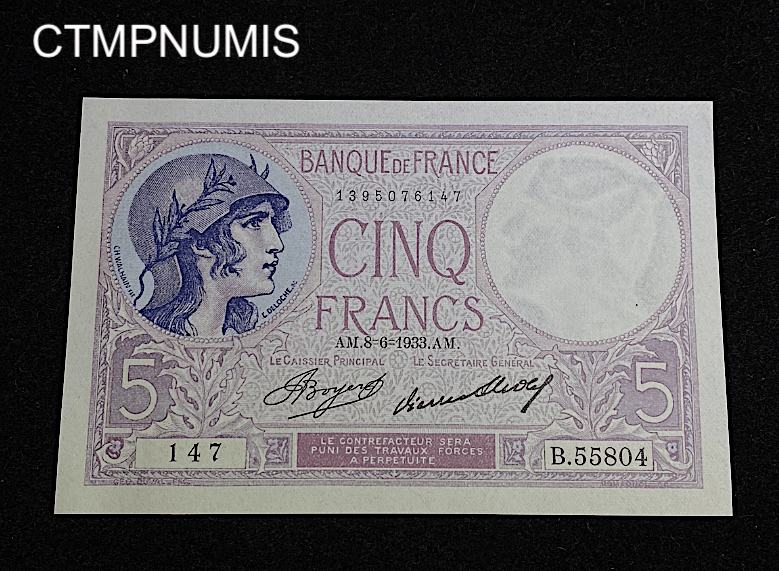 CTMPNUMIS
BANQUE DE FRANCE
1395076147
CINQ
FRANCS
AM.8-6-1933.AM.
LE CAISSIER PRINCIPAL LE SECRÉTAIRE GÉNÉRAL
5 5
147
LE CONTREFACTEUR SERA
PUNI DES TRAVAUX FORCÉS
A PERPÉTUITÉ
B.55804